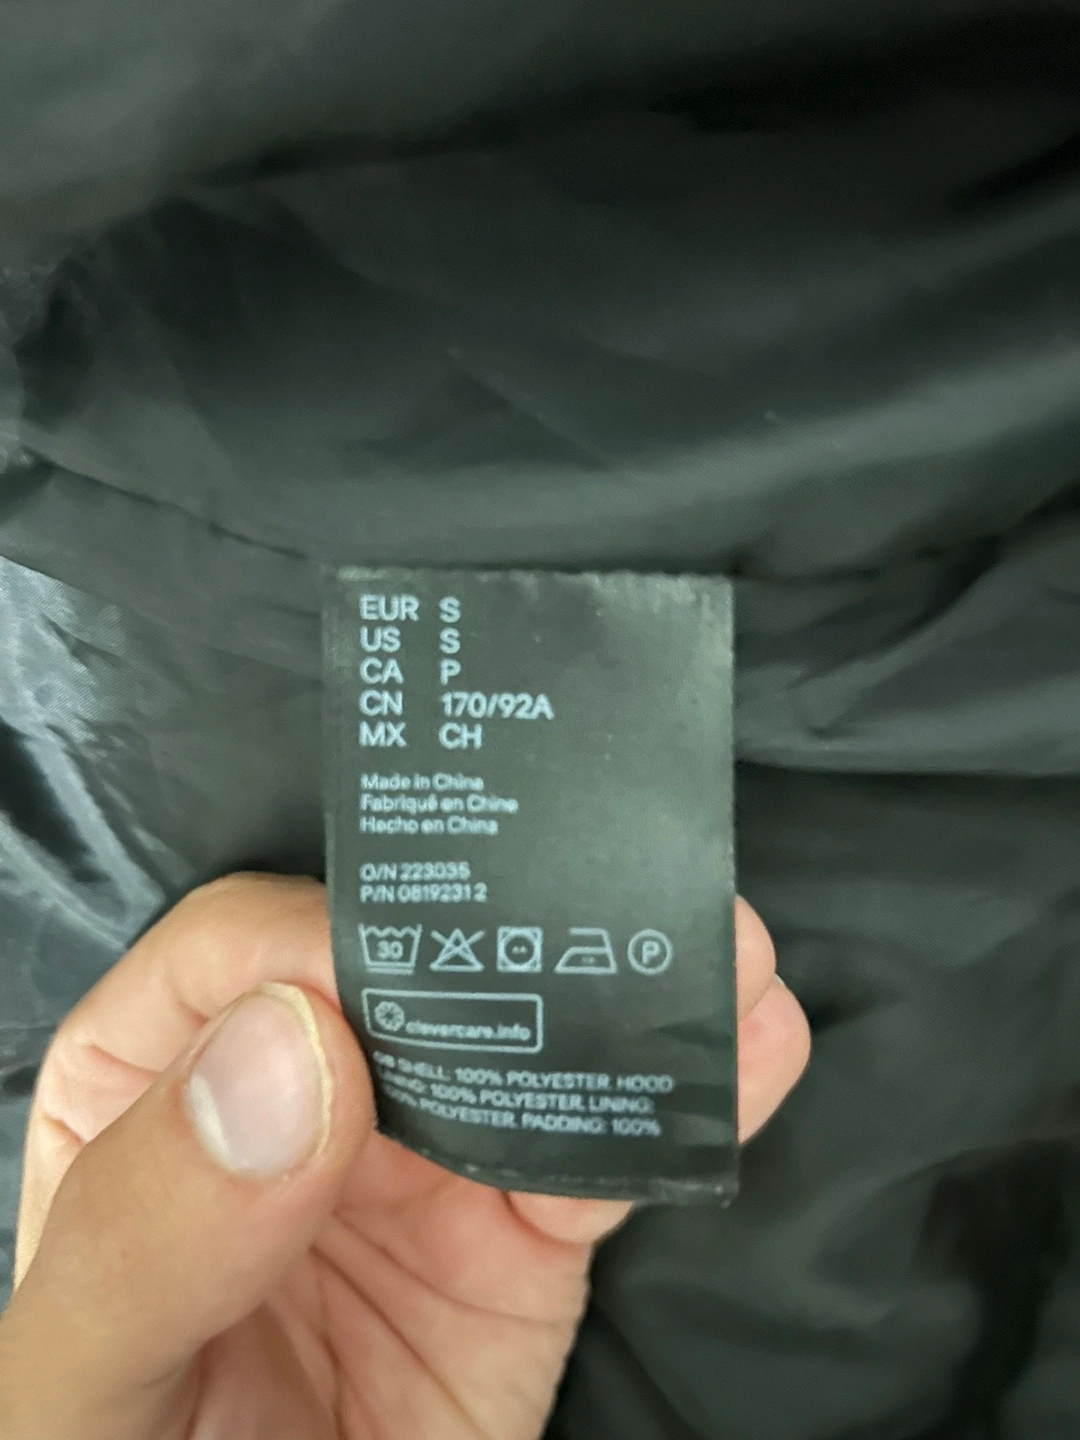 EUR S
US S
CA P
CN 170/92A
MX CH
Made in China
Fabriqué en Chine
Hecho en China
O/N 223035
P/N 08192312
30
P
clevercare.info
GB SHELL: 100% POLYESTER. HOOD
LINING: 100% POLYESTER. LINING:
100% POLYESTER. PADDING: 100%